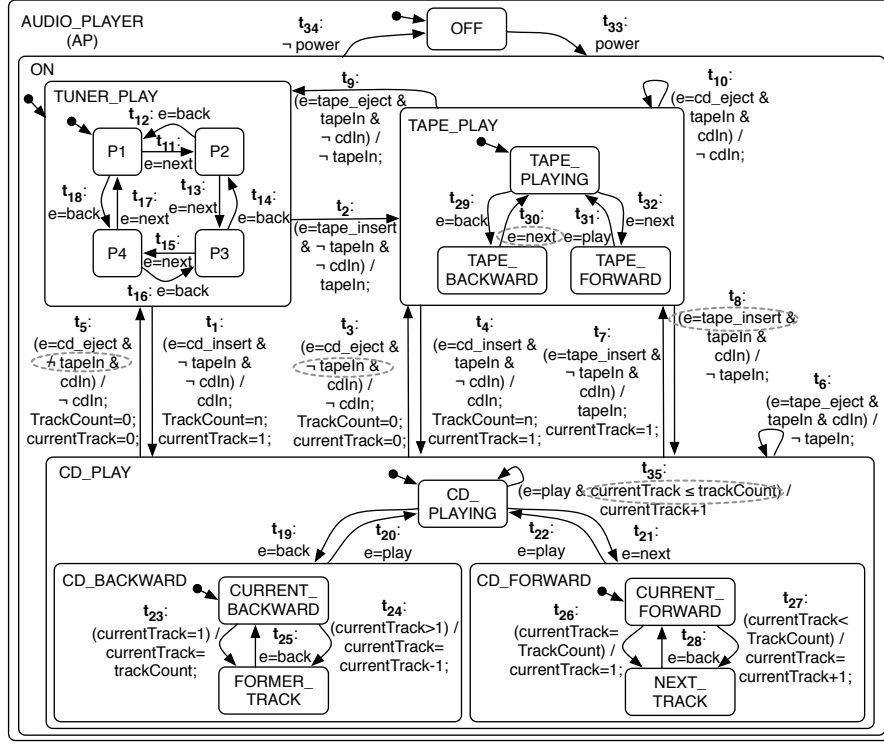 AUDIO_PLAYER
(AP)
t34:
¬ power
OFF
t33:
power
ON
TUNER_PLAY
t12: e=back
P1
t11:
e=next
P2
t18:
e=back
t17:
e=next
t13:
e=next
t14:
e=back
P4
t15:
e=next
P3
t16: e=back
t9:
(e=tape_eject &
tapeIn &
¬ cdIn) /
¬ tapeIn;
t10:
(e=cd_eject &
tapeIn &
cdIn) /
¬ cdIn;
TAPE_PLAY
TAPE_
PLAYING
t29:
e=back
t30:
e=next
t31:
e=play
t32:
e=next
TAPE_
BACKWARD
TAPE_
FORWARD
t2:
(e=tape_insert
& ¬ tapeIn &
¬ cdIn) /
tapeIn;
t5:
(e=cd_eject &
¬ tapeIn &
cdIn) /
¬ cdIn;
TrackCount=0;
currentTrack=0;
t1:
(e=cd_insert
¬ tapeIn &
¬ cdIn) /
cdIn;
TrackCount=n;
currentTrack=1;
t3:
(e=cd_eject &
¬ tapeIn &
cdIn) /
¬ cdIn;
TrackCount=0;
currentTrack=0;
t4:
(e=cd_insert &
tapeIn &
¬ cdIn) /
cdIn;
TrackCount=n;
currentTrack=1;
t7:
(e=tape_insert &
¬ tapeIn &
cdIn) /
tapeIn;
currentTrack=1;
t8:
(e=tape_insert &
tapeIn &
cdIn) /
¬ tapeIn;
t6:
(e=tape_eject &
tapeIn & cdIn) /
¬ tapeIn;
CD_PLAY
CD_
PLAYING
t35:
(e=play & currentTrack ≤ trackCount) /
currentTrack+1
t19:
e=back
t20:
e=play
t22:
e=play
t21:
e=next
CD_BACKWARD
CURRENT_
BACKWARD
t23:
(currentTrack=1) /
currentTrack=
trackCount;
t25:
e=back
t24:
(currentTrack>1) /
currentTrack=
currentTrack-1;
FORMER_
TRACK
CD_FORWARD
CURRENT_
FORWARD
t26:
(currentTrack=
TrackCount) /
currentTrack=1;
t28:
e=back
t27:
(currentTrack<
TrackCount) /
currentTrack=
currentTrack+1;
NEXT_
TRACK